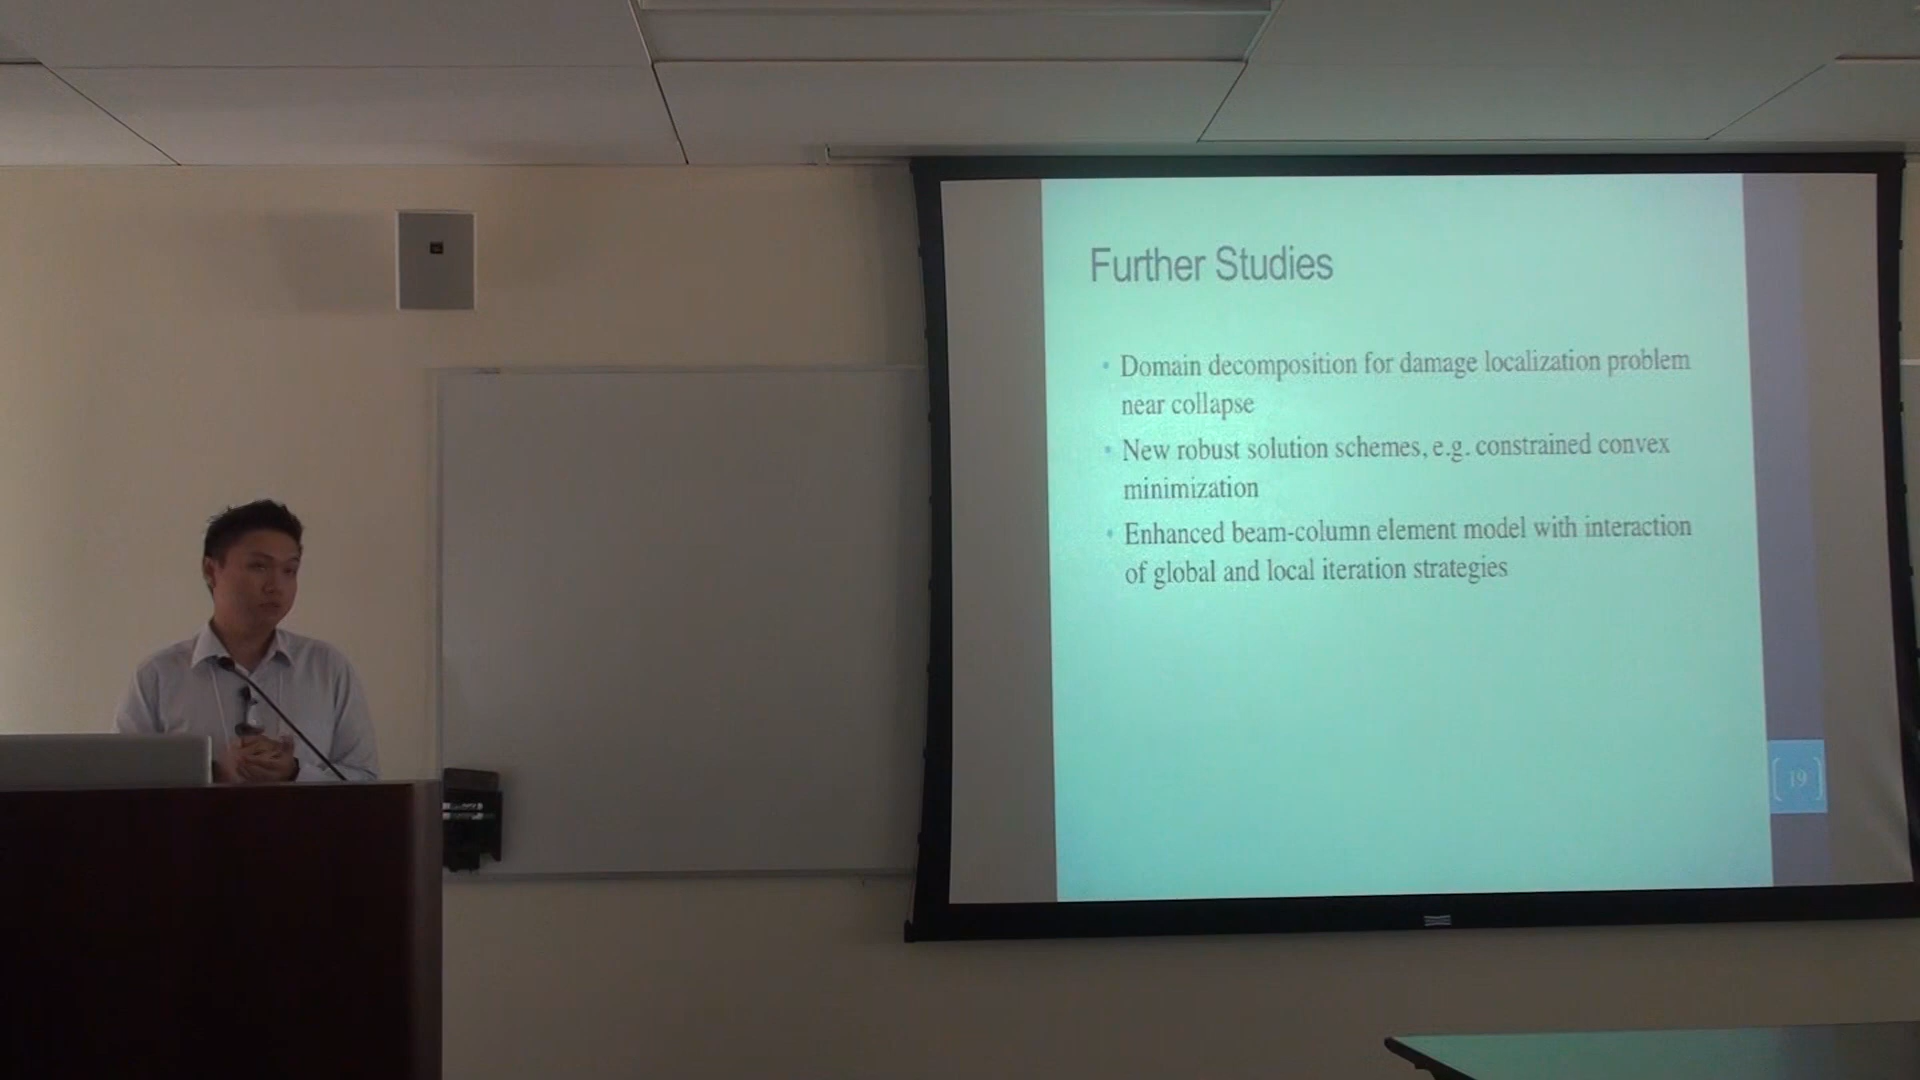 Further Studies
• Domain decomposition for damage localization problem
near collapse
• New robust solution schemes, e.g. constrained convex
minimization
• Enhanced beam-column element model with interaction
of global and local iteration strategies
[19]